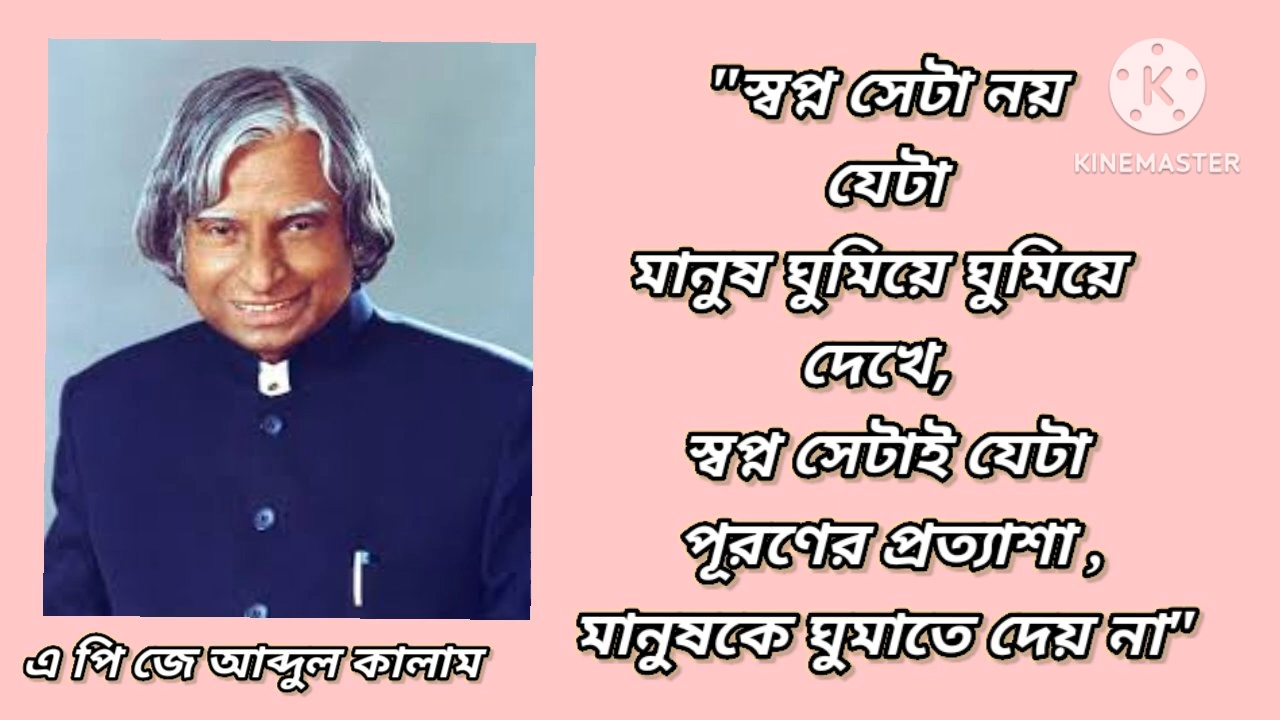 "স্বপ্ন সেটা নয়
যেটা
মানুষ ঘুমিয়ে ঘুমিয়ে
দেখে,
স্বপ্ন সেটাই যেটা
পূরণের প্রত্যাশা ,
মানুষকে ঘুমাতে দেয় না"
এ পি জে আব্দুল কালাম
K
KINEMASTER